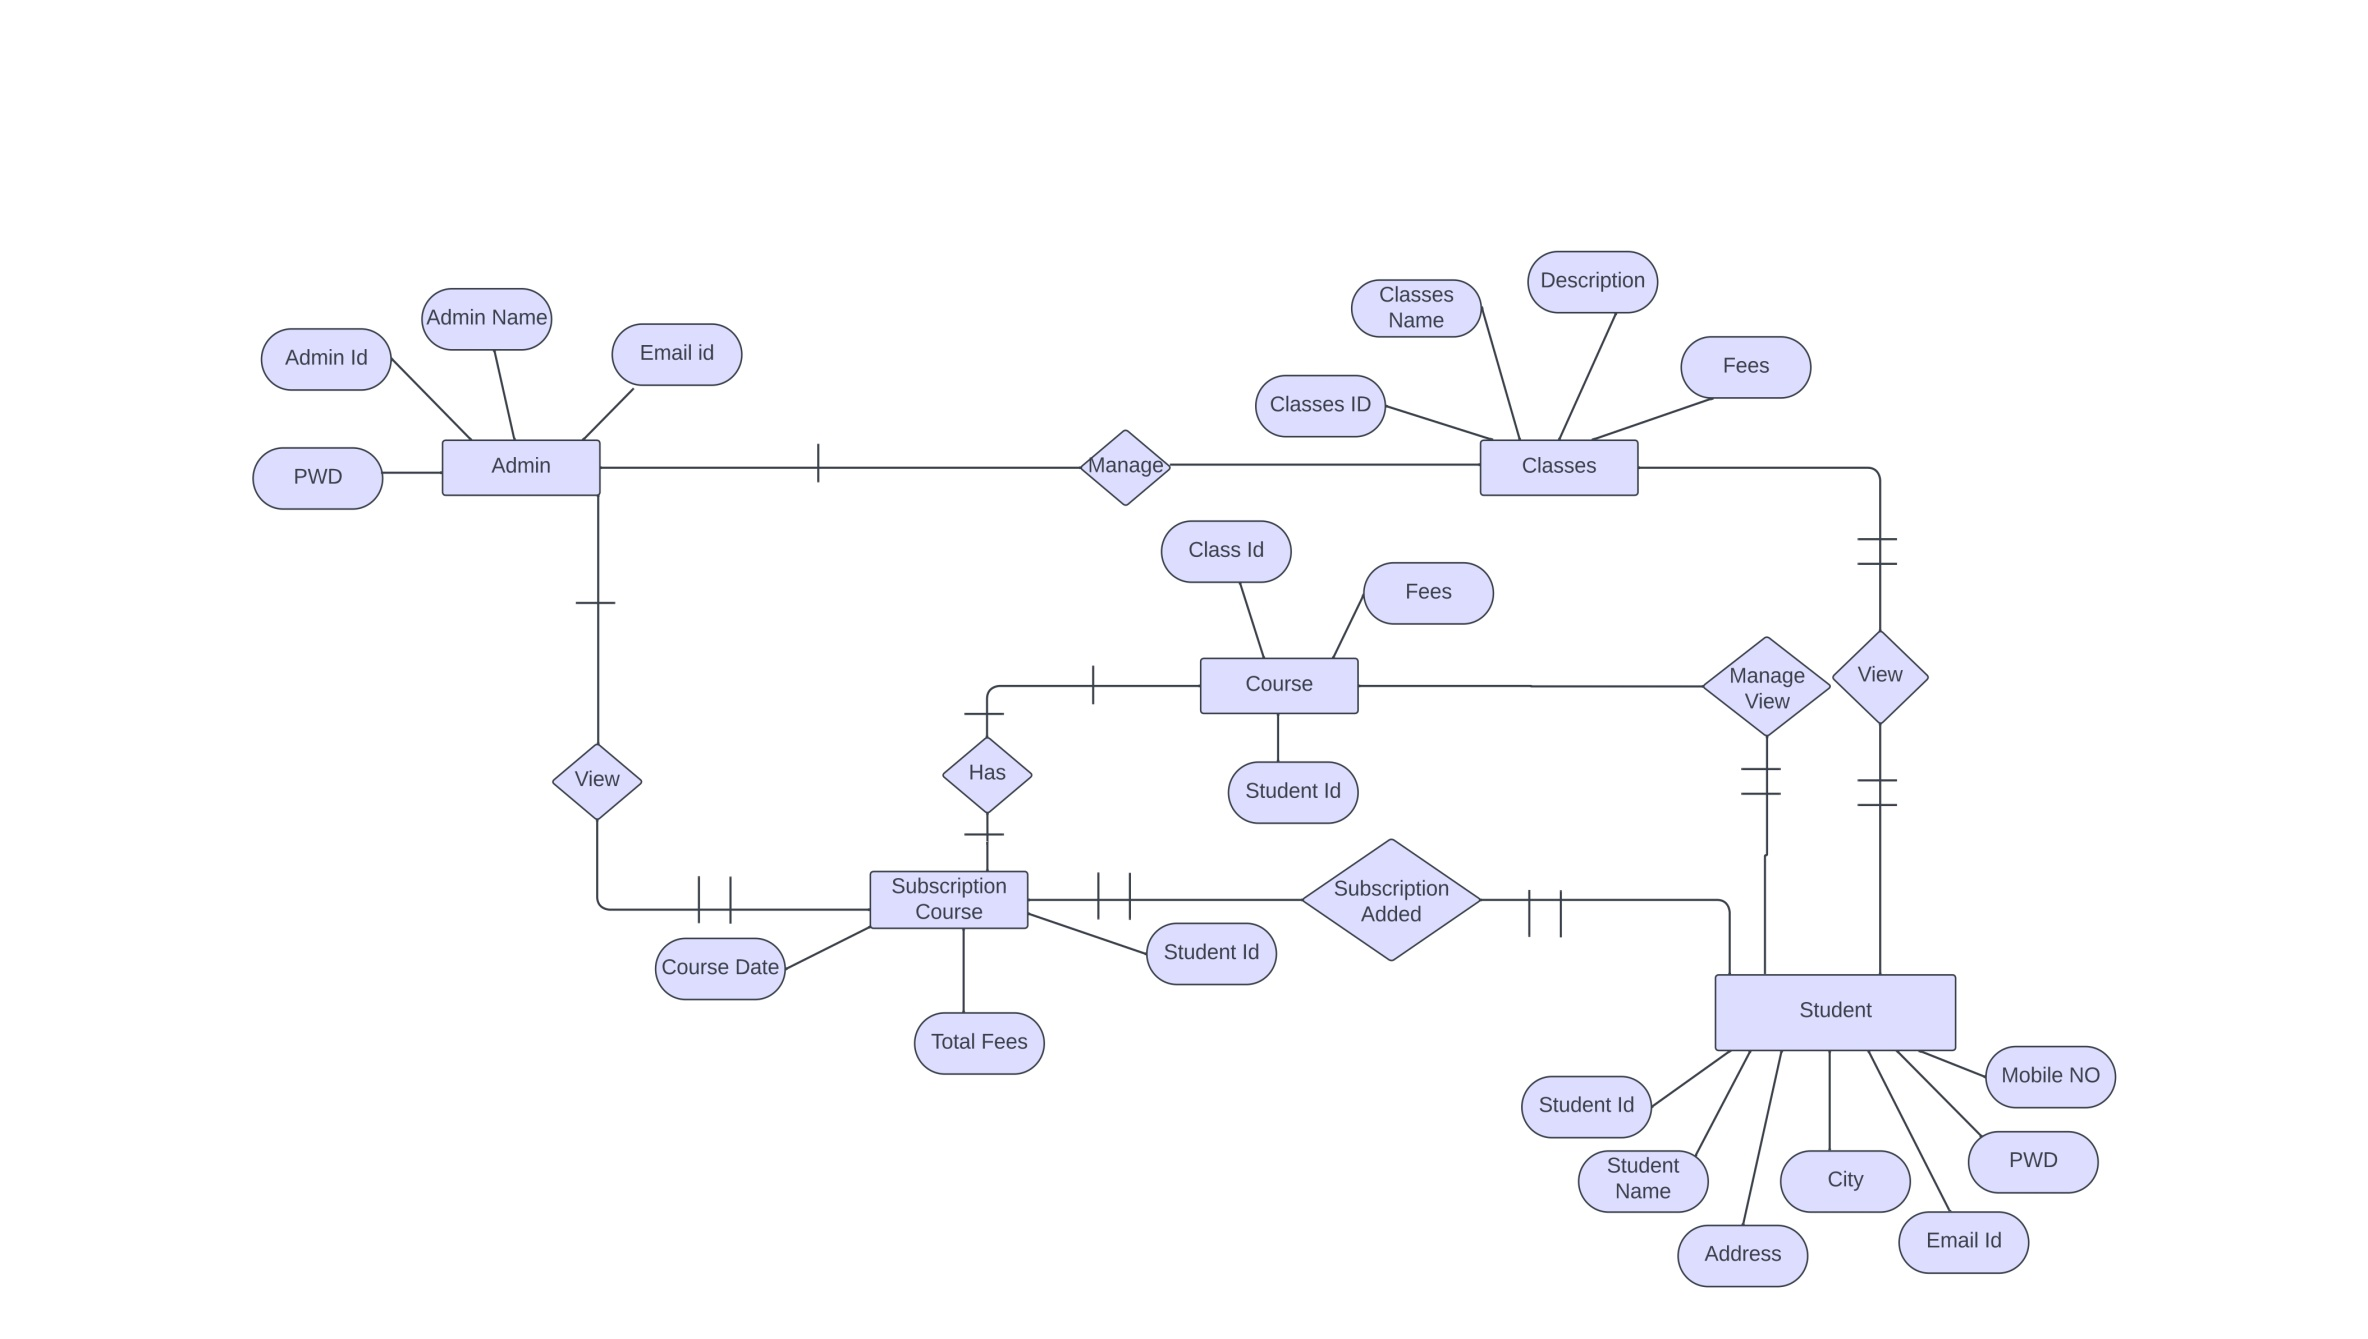 Description
Classes
Name
Admin Name
Email id
Admin Id
Fees
Classes ID
Admin
Manage
Classes
PWD
Class Id
Fees
Course
Manage
View
View
View
Has
Student Id
Subscription
Course
Subscription
Added
Course Date
Student Id
Total Fees
Student
Mobile NO
Student Id
PWD
Student
Name
City
Email Id
Address